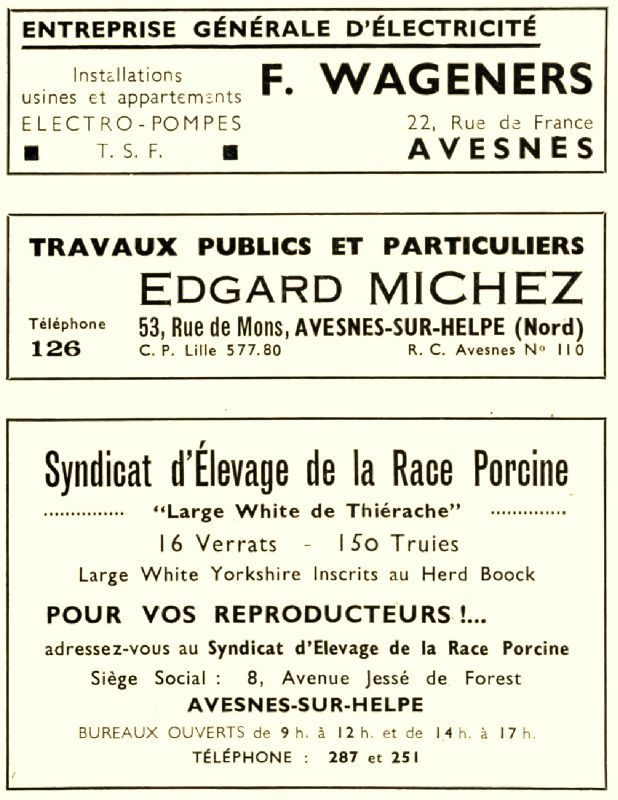 ENTREPRISE GÉNÉRALE D'ÉLECTRICITÉ
Installations
usines et appartements
ELECTRO-POMPES
T. S. F.
F. WAGENERS
22, Rue de France
AVESNES
TRAVAUX PUBLICS ET PARTICULIERS
EDGARD MICHEZ
Téléphone
126
53, Rue de Mons, AVESNES-SUR-HELPE (Nord)
C. P. Lille 577.80 R. C. Avesnes Nº 110
Syndicat d'Élevage de la Race Porcine
"Large White de Thiérache"
16 Verrats - 150 Truies
Large White Yorkshire Inscrits au Herd Boock
POUR VOS REPRODUCTEURS !...
adressez-vous au Syndicat d'Elevage de la Race Porcine
Siège Social : 8, Avenue Jessé de Forest
AVESNES-SUR-HELPE
BUREAUX OUVERTS de 9 h. à 12 h. et de 14 h. à 17 h.
TÉLÉPHONE : 287 et 251